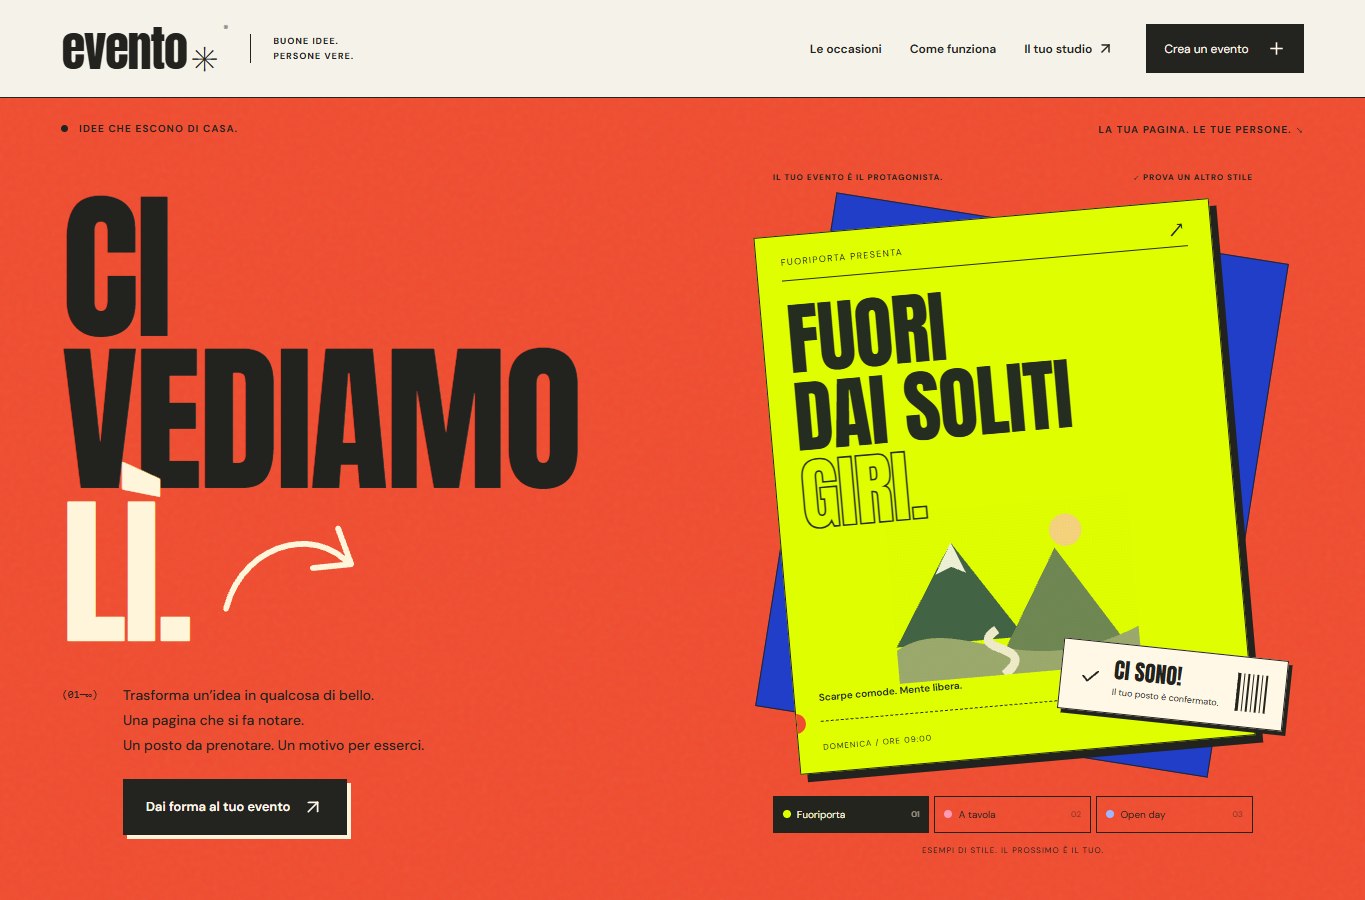 evento
®
BUONE IDEE.
PERSONE VERE.
Le occasioni
Come funziona
Il tuo studio
Crea un evento
IDEE CHE ESCONO DI CASA.
LA TUA PAGINA. LE TUE PERSONE.
CI
VEDIAMO
LÌ.
(01—∞)
Trasforma un’idea in qualcosa di bello.
Una pagina che si fa notare.
Un posto da prenotare. Un motivo per esserci.
Dai forma al tuo evento
IL TUO EVENTO È IL PROTAGONISTA.
PROVA UN ALTRO STILE
FUORIPORTA PRESENTA
FUORI
DAI SOLITI
GIRI.
Scarpe comode. Mente libera.
DOMENICA / ORE 09:00
CI SONO!
Il tuo posto è confermato.
Fuoriporta 01
A tavola 02
Open day 03
ESEMPI DI STILE. IL PROSSIMO È IL TUO.